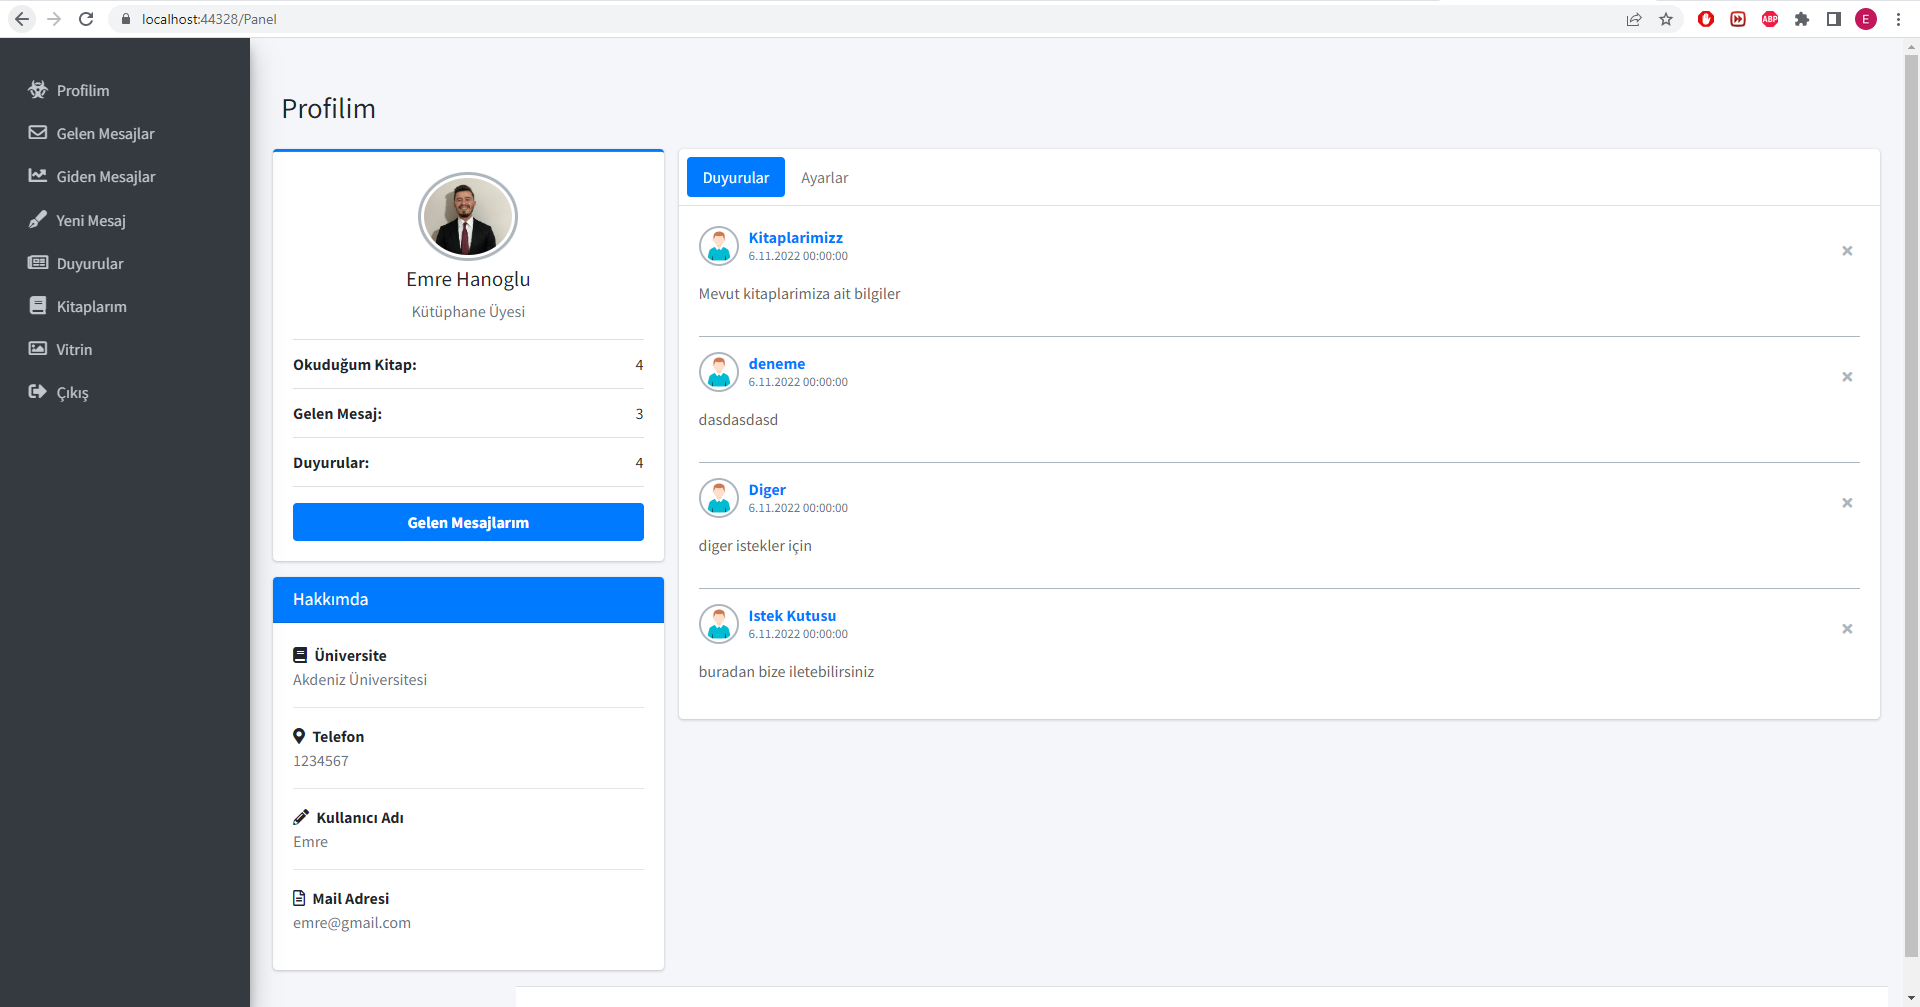 localhost:44328/Panel
ABP
E
Profilim
Gelen Mesajlar
Giden Mesajlar
Yeni Mesaj
Duyurular
Kitaplarım
Vitrin
Çıkış
Profilim
Emre Hanoglu
Kütüphane Üyesi
Okuduğum Kitap: 4
Gelen Mesaj: 3
Duyurular: 4
Gelen Mesajlarım
Hakkımda
Üniversite
Akdeniz Üniversitesi
Telefon
1234567
Kullanıcı Adı
Emre
Mail Adresi
emre@gmail.com
Duyurular Ayarlar
Kitaplarimizz
6.11.2022 00:00:00
Mevut kitaplarimiza ait bilgiler
deneme
6.11.2022 00:00:00
dasdasdasd
Diger
6.11.2022 00:00:00
diger istekler için
Istek Kutusu
6.11.2022 00:00:00
buradan bize iletebilirsiniz